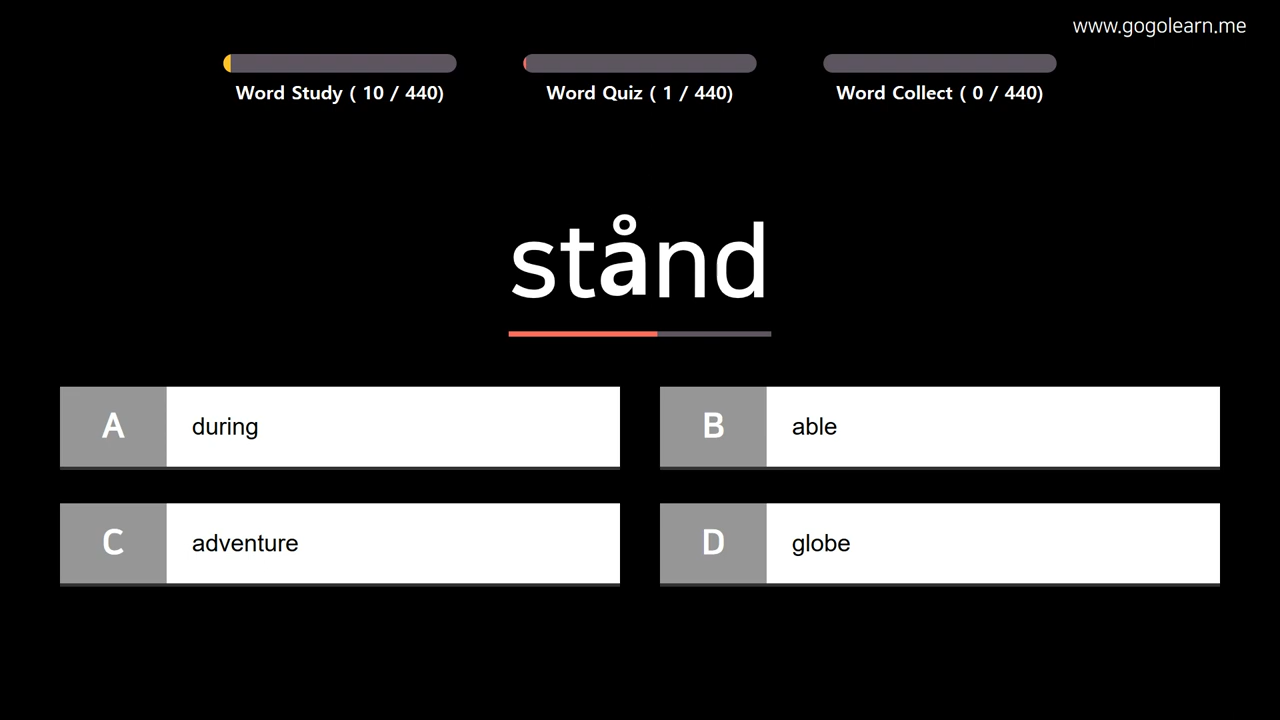 www.gogolearn.me
Word Study ( 10 / 440)
Word Quiz ( 1 / 440)
Word Collect ( 0 / 440)
stånd
A during
B able
C adventure
D globe